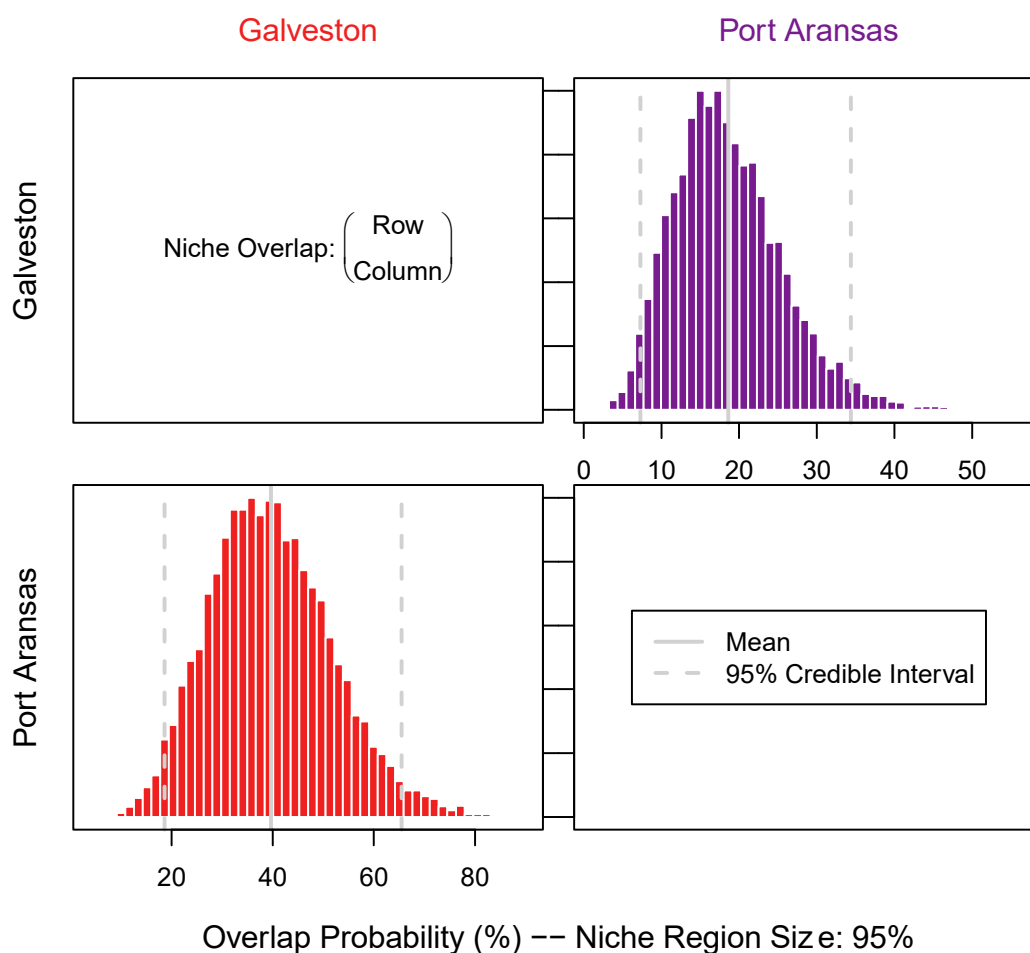 Galveston
Port Aransas
Galveston
Niche Overlap: (Row
Column)
0 10 20 30 40 50
Port Aransas
Mean
95% Credible Interval
20 40 60 80
Overlap Probability (%) −− Niche Region Size: 95%